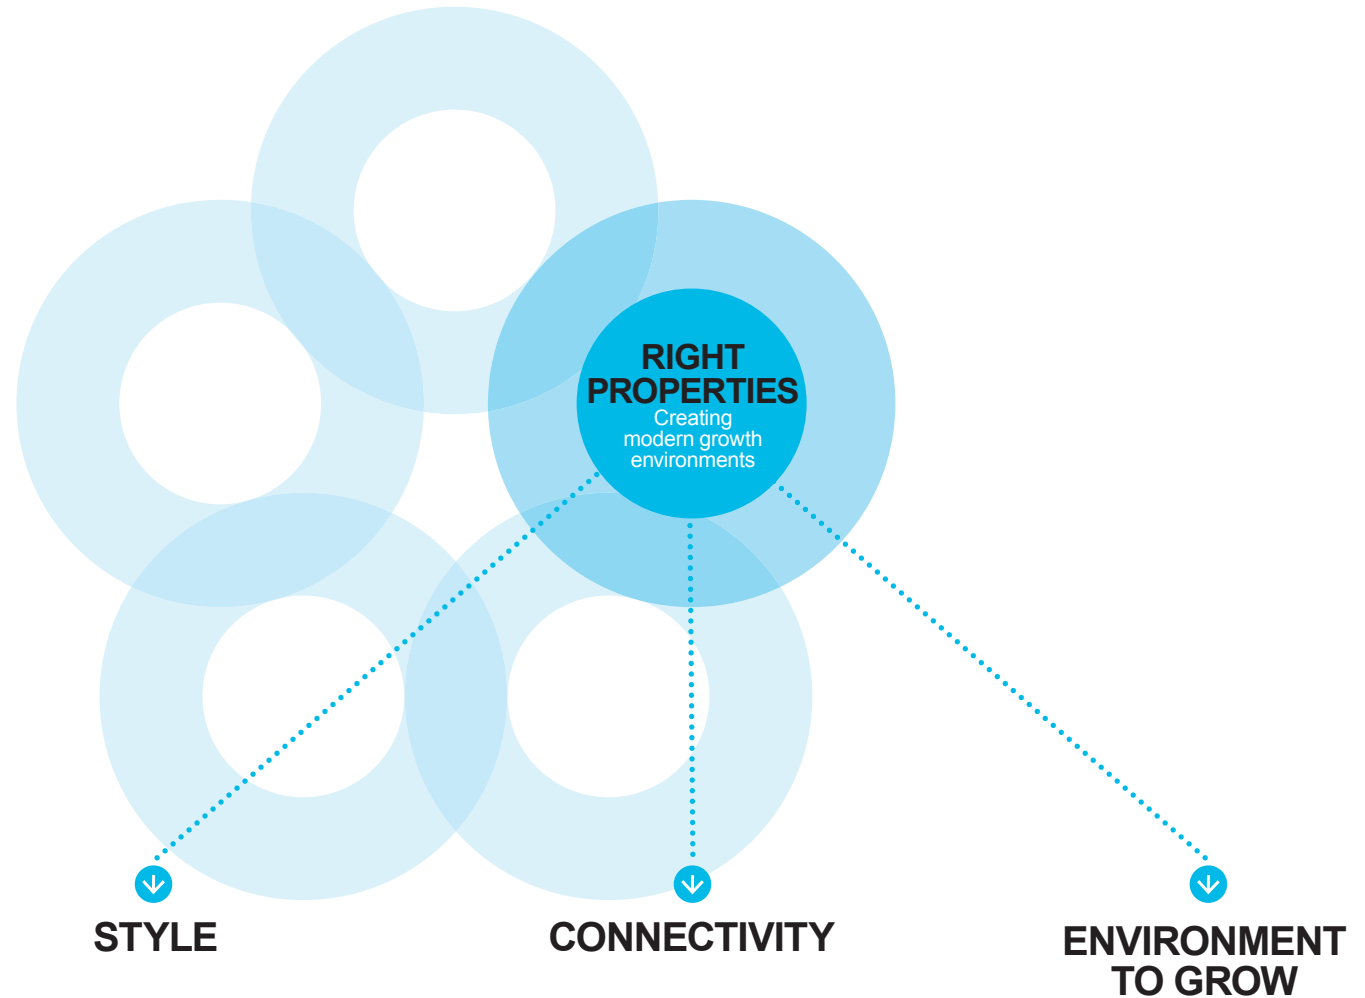 RIGHT
PROPERTIES
Creating
modern growth
environments
STYLE
CONNECTIVITY
ENVIRONMENT
TO GROW